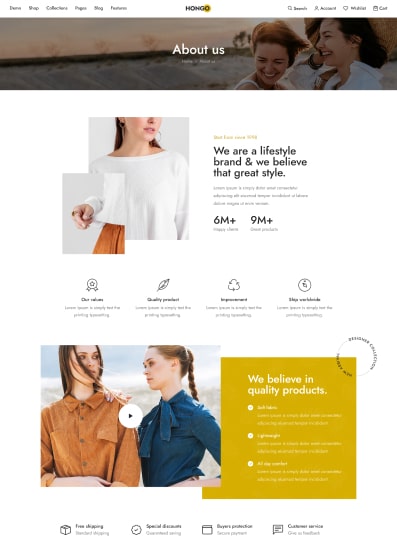 Demo Shop Collections Pages Blog Features
HONGO
Search Account Wishlist Cart
About us
Home About us
Start Ease since 1998
We are a lifestyle
brand & we believe
that great style.
Lorem ipsum is simply dolor amet consectetur
adipiscing elit eiusmod tempor incididunt ut labore
dolore magna ut enim veniam.
6M+ 9M+
Happy clients Great products
Our values Quality product Improvement Ship worldwide
Lorem ipsum is simply text the Lorem ipsum is simply text the Lorem ipsum is simply text the Lorem ipsum is simply text the
printing typesetting. printing typesetting. printing typesetting. printing typesetting.
DESIGNER COLLECTION
We believe in
quality products.
Soft fabric
Lorem ipsum is simply dolor amet consectetur
adipiscing eiusmod tempor incididunt
Lightweight
Lorem ipsum is simply dolor amet consectetur
adipiscing eiusmod tempor incididunt
All day comfort
Lorem ipsum is simply dolor amet consectetur
adipiscing eiusmod tempor incididunt
Free shipping Special discounts Buyers protection Customer service
Standard shipping Guaranteed saving Secure payment Give us feedback